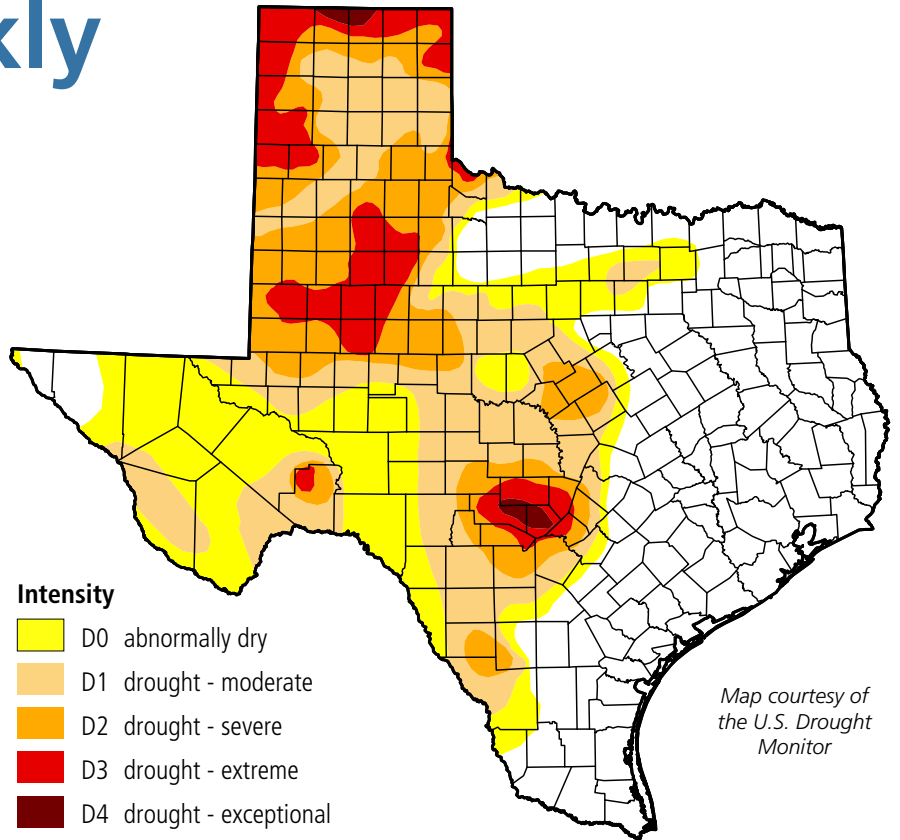 kly
Intensity
D0 abnormally dry
D1 drought - moderate
D2 drought - severe
D3 drought - extreme
D4 drought - exceptional
Map courtesy of
the U.S. Drought
Monitor